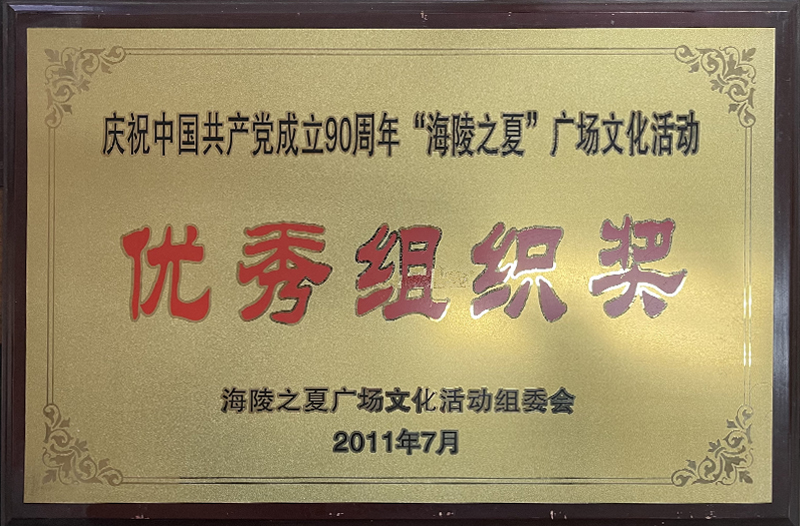 庆祝中国共产党成立90周年“海陵之夏”广场文化活动
优秀组织奖
海陵之夏广场文化活动组委会
2011年7月